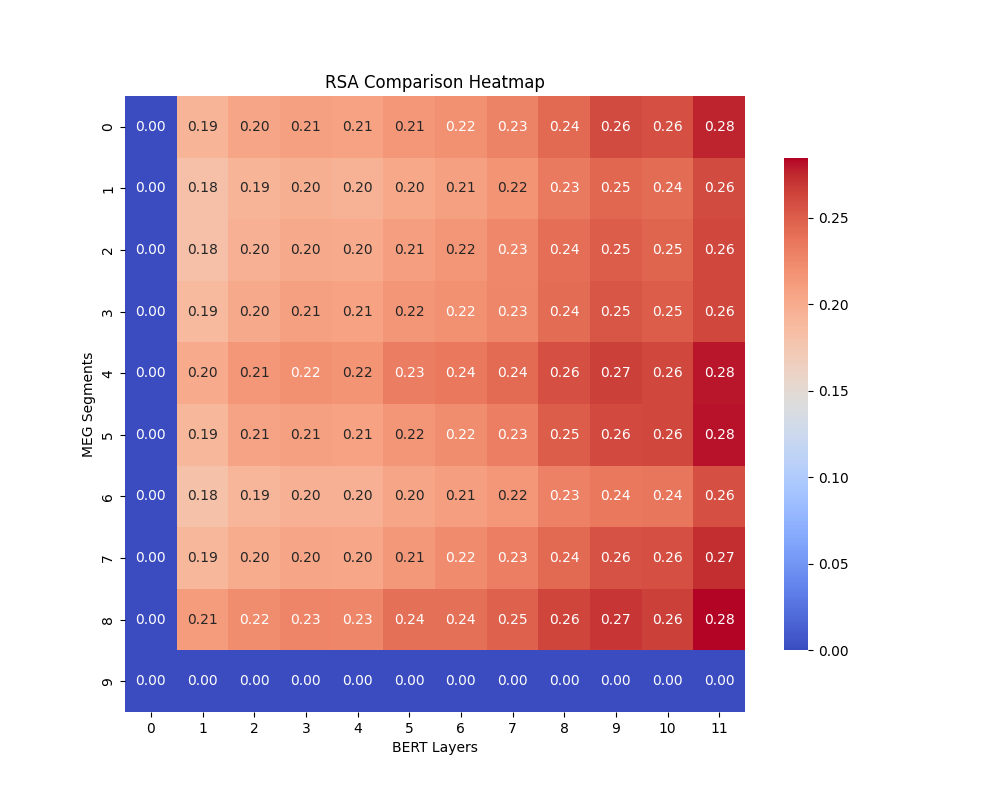 RSA Comparison Heatmap
0 0.00 0.19 0.20 0.21 0.21 0.21 0.22 0.23 0.24 0.26 0.26 0.28
1 0.00 0.18 0.19 0.20 0.20 0.20 0.21 0.22 0.23 0.25 0.24 0.26
2 0.00 0.18 0.20 0.20 0.20 0.21 0.22 0.23 0.24 0.25 0.25 0.26
3 0.00 0.19 0.20 0.21 0.21 0.22 0.22 0.23 0.24 0.25 0.25 0.26
4 0.00 0.20 0.21 0.22 0.22 0.23 0.24 0.24 0.26 0.27 0.26 0.28
5 0.00 0.19 0.21 0.21 0.21 0.22 0.22 0.23 0.25 0.26 0.26 0.28
6 0.00 0.18 0.19 0.20 0.20 0.20 0.21 0.22 0.23 0.24 0.24 0.26
7 0.00 0.19 0.20 0.20 0.20 0.21 0.22 0.23 0.24 0.26 0.26 0.27
8 0.00 0.21 0.22 0.23 0.23 0.24 0.24 0.25 0.26 0.27 0.26 0.28
9 0.00 0.00 0.00 0.00 0.00 0.00 0.00 0.00 0.00 0.00 0.00 0.00
0 1 2 3 4 5 6 7 8 9 10 11
BERT Layers
MEG Segments
0.25
0.20
0.15
0.10
0.05
0.00